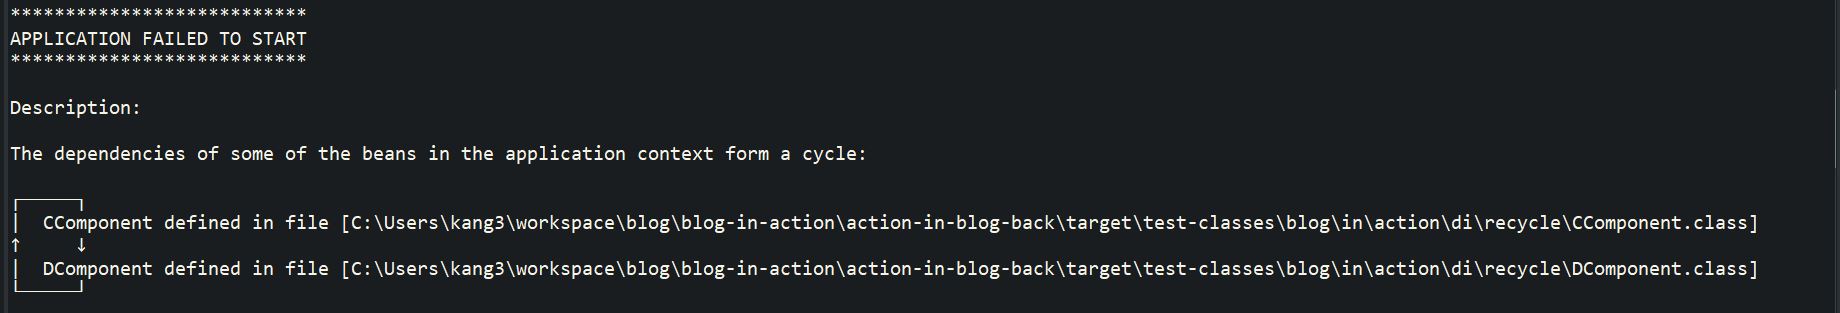 ***************************
APPLICATION FAILED TO START
***************************
Description:
The dependencies of some of the beans in the application context form a cycle:
┌─────┐
|  CComponent defined in file [C:\Users\kang3\workspace\blog\blog-in-action\action-in-blog-back\target\test-classes\blog\in\action\di\recycle\CComponent.class]
↑     ↓
|  DComponent defined in file [C:\Users\kang3\workspace\blog\blog-in-action\action-in-blog-back\target\test-classes\blog\in\action\di\recycle\DComponent.class]
└─────┘